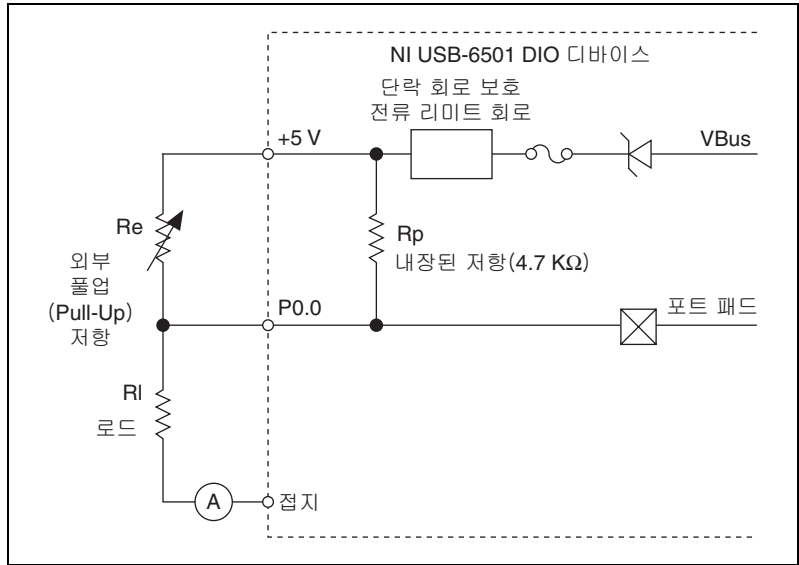 NI USB-6501 DIO 디바이스
단락 회로 보호
전류 리미트 회로
+5 V
VBus
Re
외부
풀업
(Pull-Up)
저항
Rp
내장된 저항(4.7 KΩ)
P0.0
포트 패드
Rl
로드
A
접지